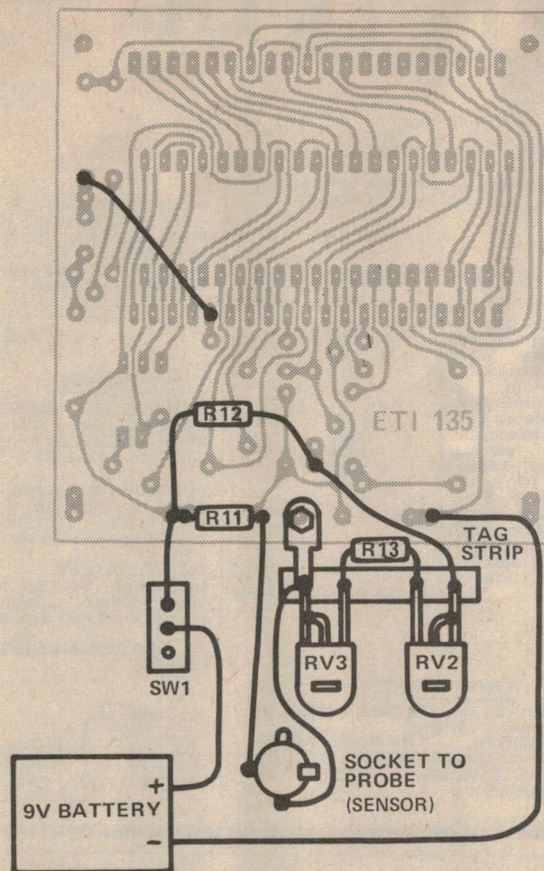 R12
ETI 135
R11
R13
TAG
STRIP
RV3
RV2
SW1
SOCKET TO
PROBE
(SENSOR)
+
9V BATTERY
-